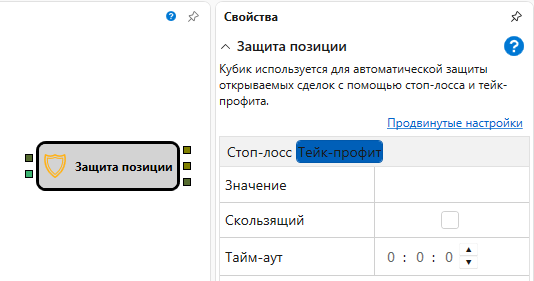 ?
Свойства
Защита позиции
?
Кубик используется для автоматической защиты
открываемых сделок с помощью стоп-лосса и тейк-
профита.
Продвинутые настройки
Защита позиции
Стоп-лосс Тейк-профит
Значение
Скользящий
Тайм-аут 0 : 0 : 0